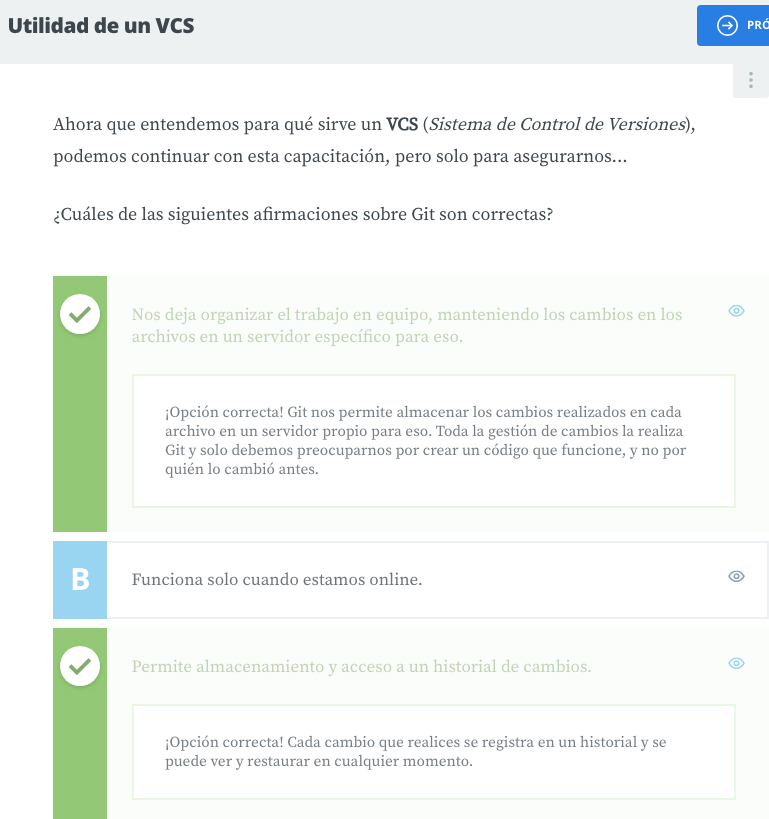 Utilidad de un VCS
PRÓ
Ahora que entendemos para qué sirve un VCS (Sistema de Control de Versiones),
podemos continuar con esta capacitación, pero solo para asegurarnos...
¿Cuáles de las siguientes afirmaciones sobre Git son correctas?
Nos deja organizar el trabajo en equipo, manteniendo los cambios en los
archivos en un servidor específico para eso.
¡Opción correcta! Git nos permite almacenar los cambios realizados en cada
archivo en un servidor propio para eso. Toda la gestión de cambios la realiza
Git y solo debemos preocuparnos por crear un código que funcione, y no por
quién lo cambió antes.
B
Funciona solo cuando estamos online.
Permite almacenamiento y acceso a un historial de cambios.
¡Opción correcta! Cada cambio que realices se registra en un historial y se
puede ver y restaurar en cualquier momento.